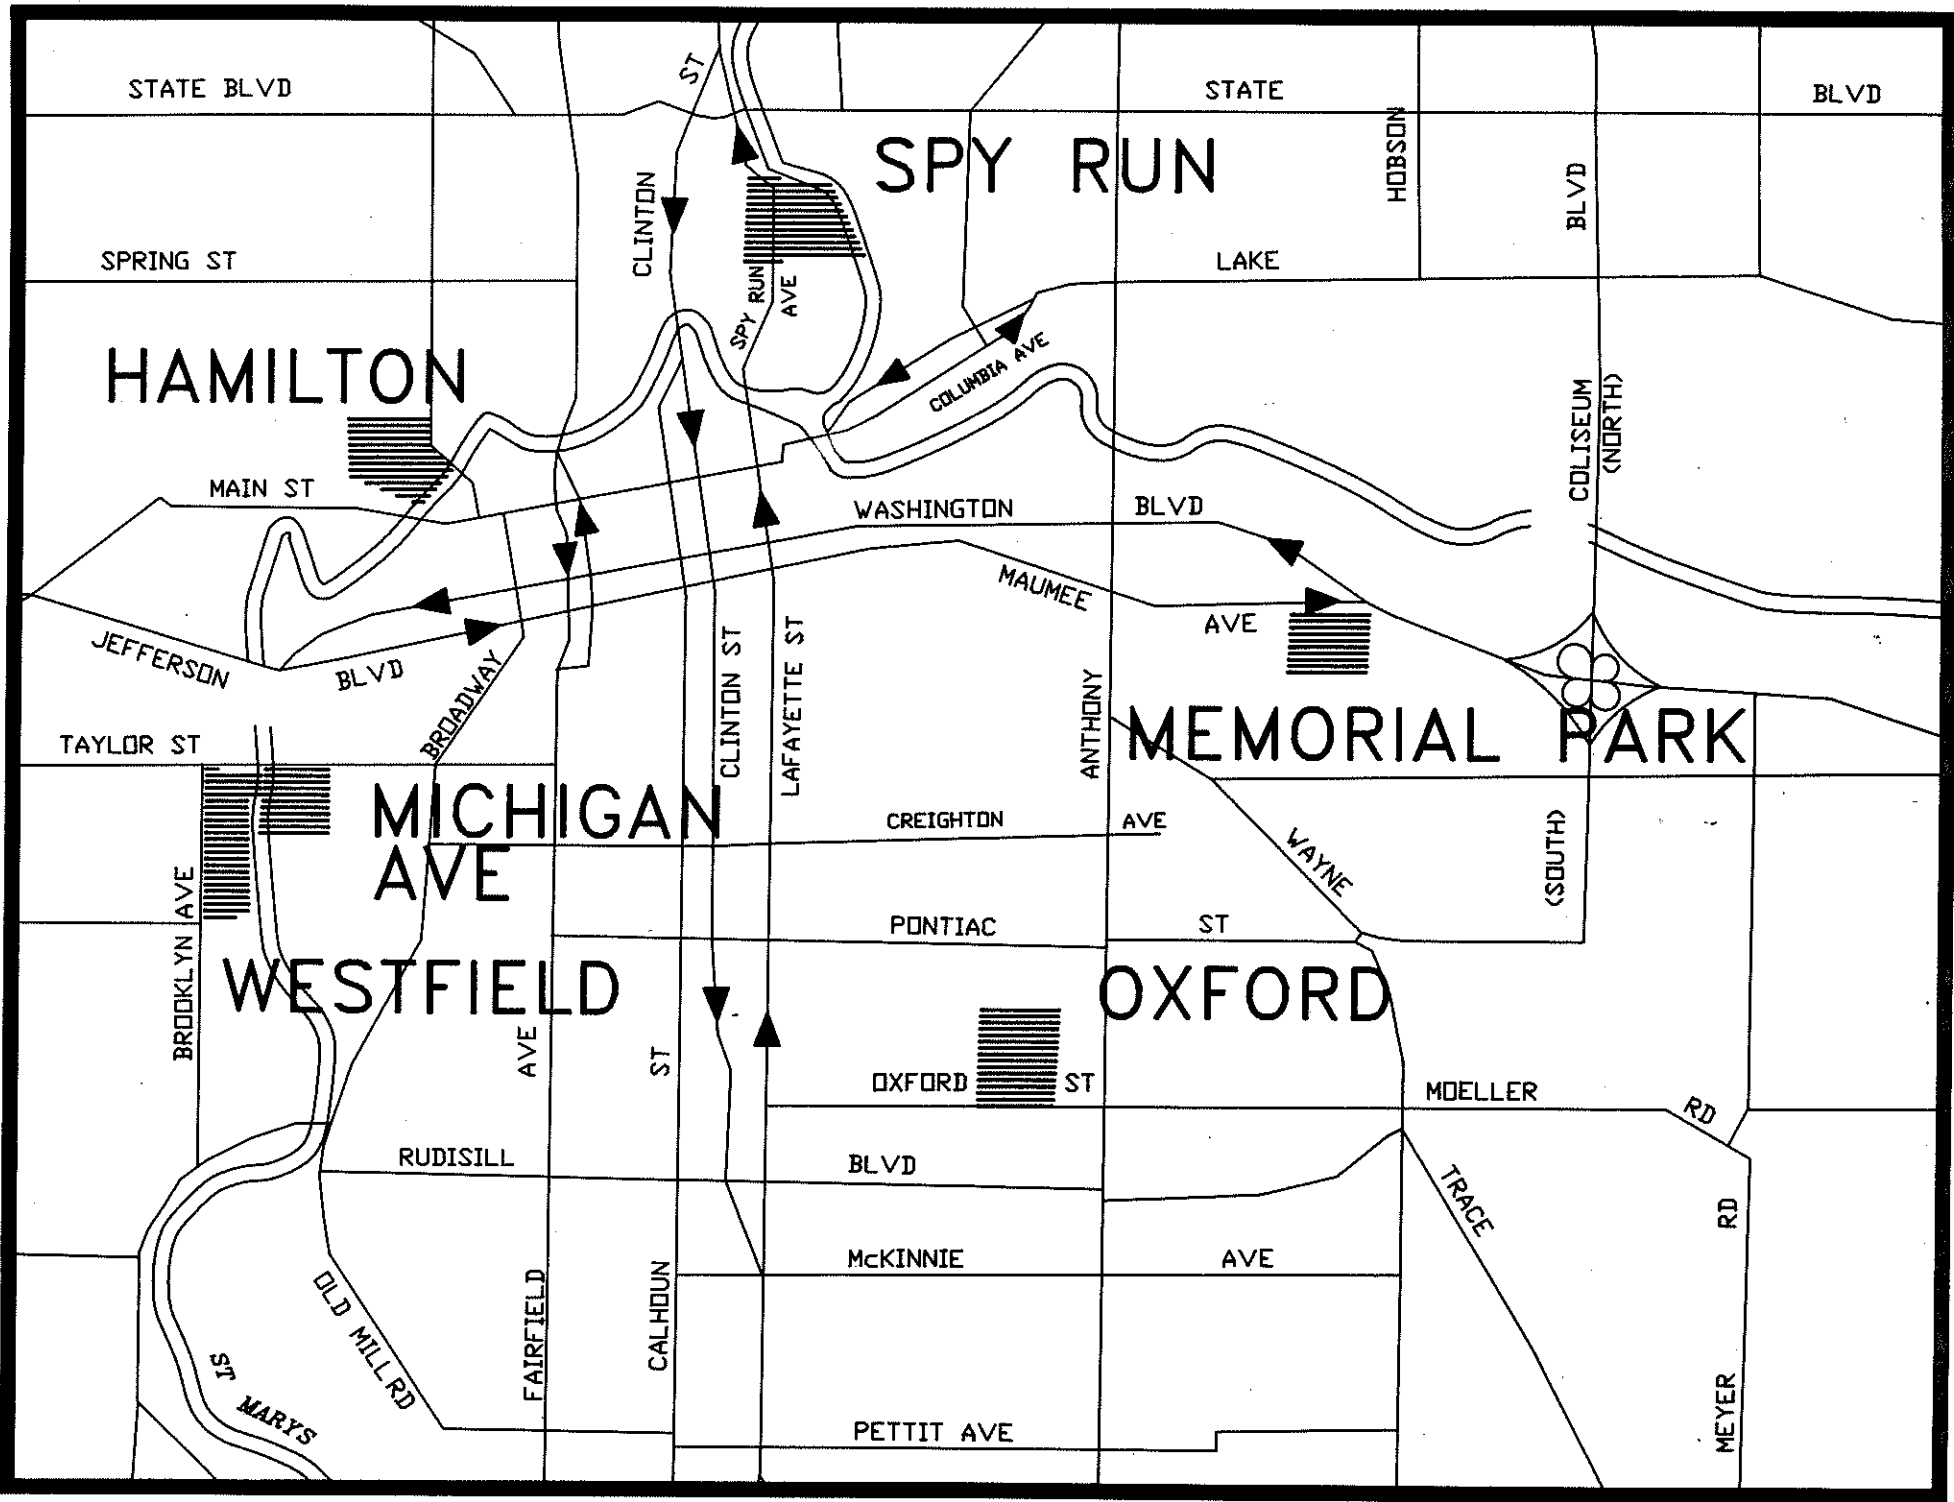 STATE BLVD
ST
STATE
BLVD
SPY RUN
HOBSON
BLVD
CLINTON
SPRING ST
LAKE
SPY RUN
AVE
HAMILTON
COLUMBIA AVE
COLISEUM
(NORTH)
MAIN ST
WASHINGTON
BLVD
MAUMEE
AVE
JEFFERSON
BLVD
BROADWAY
CLINTON ST
LAFAYETTE ST
ANTHONY
MEMORIAL PARK
TAYLOR ST
MICHIGAN
AVE
CREIGHTON
AVE
WAYNE
(SOUTH)
BROOKLYN AVE
PONTIAC
ST
WESTFIELD
OXFORD
AVE
ST
OXFORD
ST
MOELLER
RD
RUDISILL
BLVD
TRACE
RD
McKINNIE
AVE
OLD MILL RD
FAIRFIELD
CALHOUN
ST MARYS
PETTIT AVE
MEYER